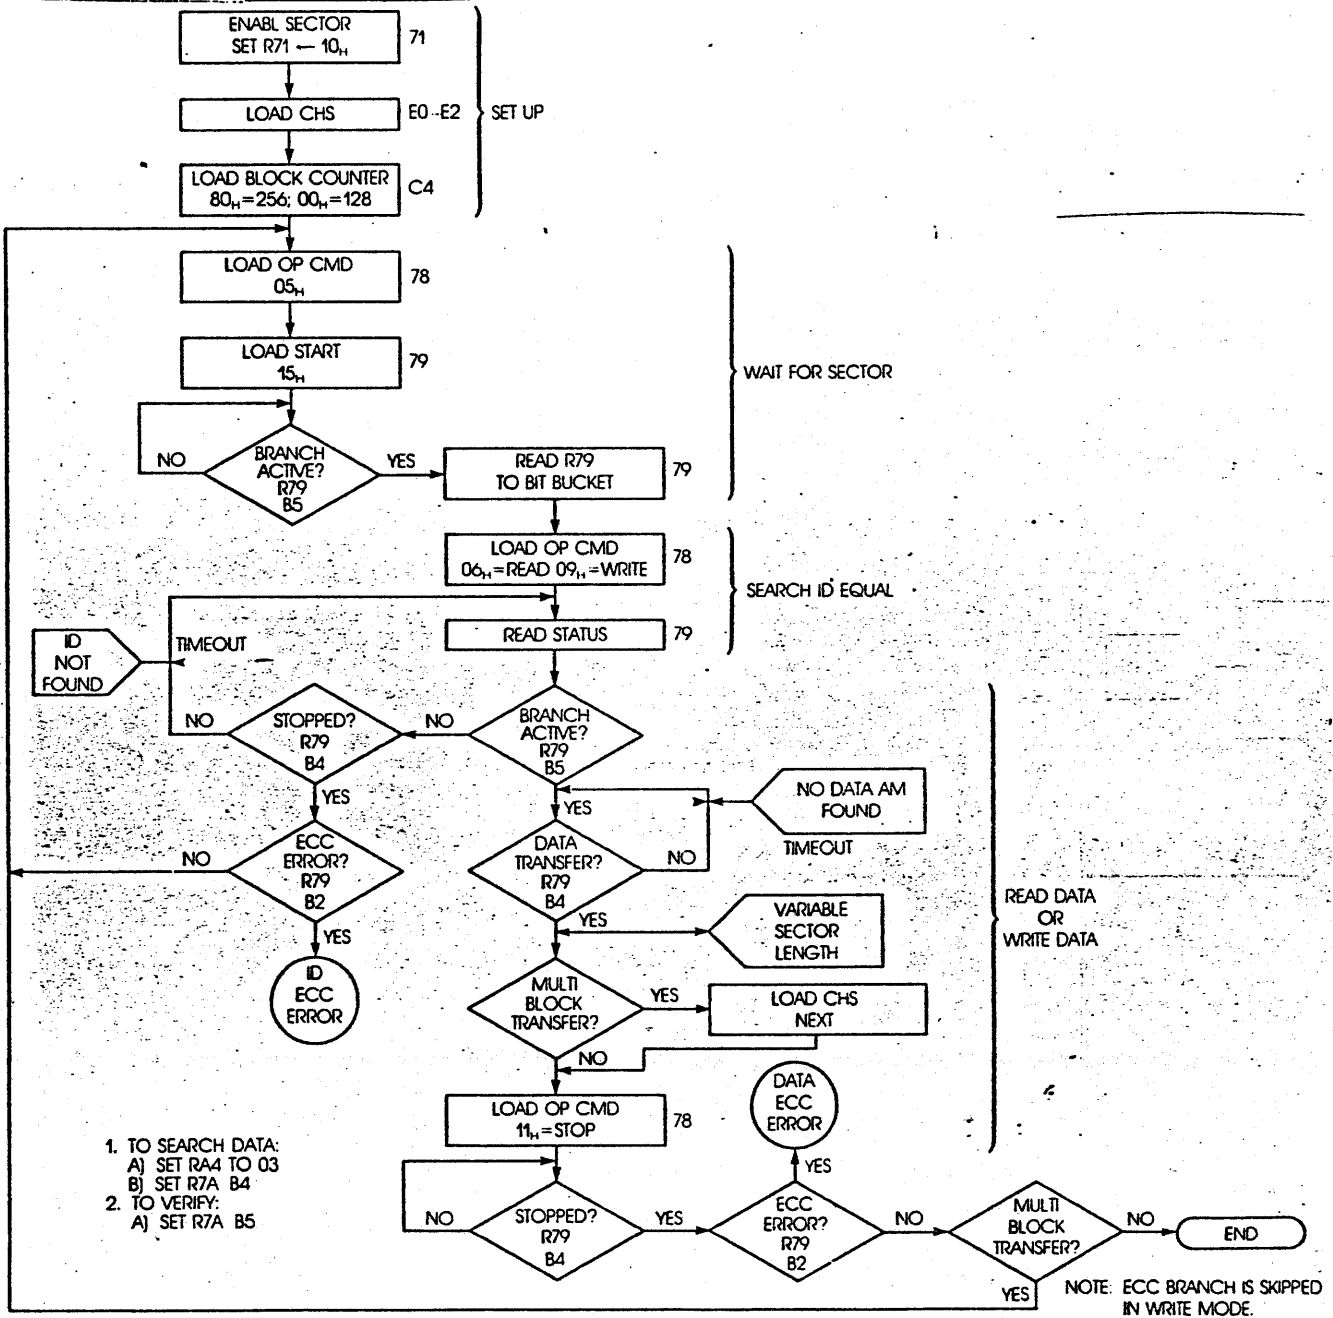 ENABL SECTOR
SET R71 ← 10H
71
LOAD CHS
E0-E2
SET UP
LOAD BLOCK COUNTER
80H=256; 00H=128
C4
LOAD OP CMD
05H
78
LOAD START
15H
79
WAIT FOR SECTOR
BRANCH
ACTIVE?
R79
B5
NO
YES
READ R79
TO BIT BUCKET
79
LOAD OP CMD
06H=READ 09H=WRITE
78
SEARCH ID EQUAL
READ STATUS
79
ID
NOT
FOUND
TIMEOUT
STOPPED?
R79
B4
NO
NO
YES
BRANCH
ACTIVE?
R79
B5
YES
NO DATA AM
FOUND
TIMEOUT
ECC
ERROR?
R79
B2
NO
YES
DATA
TRANSFER?
R79
B4
NO
YES
READ DATA
OR
WRITE DATA
VARIABLE
SECTOR
LENGTH
ID
ECC
ERROR
MULTI
BLOCK
TRANSFER?
YES
NO
LOAD CHS
NEXT
DATA
ECC
ERROR
LOAD OP CMD
11H=STOP
78
1. TO SEARCH DATA:
A) SET RA4 TO 03
B) SET R7A B4
2. TO VERIFY:
A) SET R7A B5
NO
STOPPED?
R79
B4
YES
YES
ECC
ERROR?
R79
B2
NO
MULTI
BLOCK
TRANSFER?
NO
END
YES
NOTE: ECC BRANCH IS SKIPPED
IN WRITE MODE.